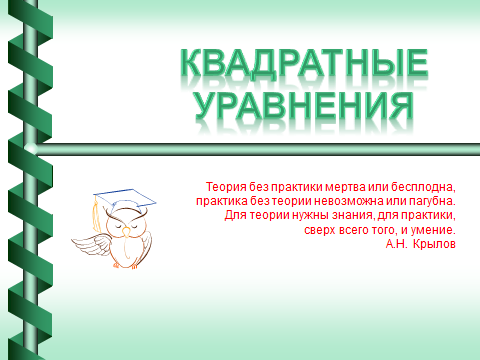 КВАДРАТНЫЕ
УРАВНЕНИЯ
Теория без практики мертва или бесплодна,
практика без теории невозможна или пагубна.
Для теории нужны знания, для практики,
сверх всего того, и умение.
А.Н. Крылов